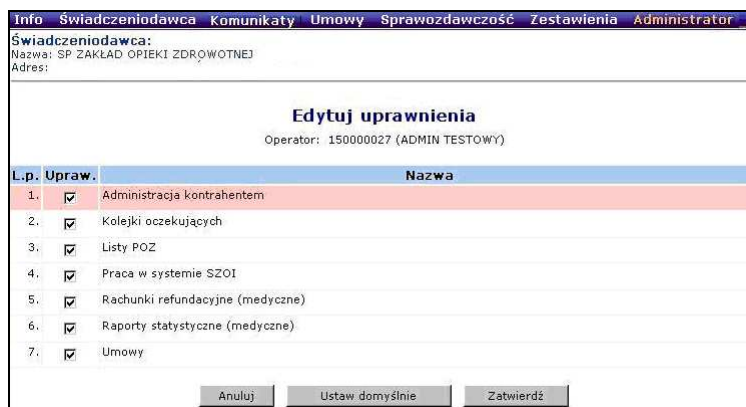 Info Świadczeniodawca Komunikaty Umowy Sprawozdawczość Zestawienia Administrator
Świadczeniodawca:
Nazwa: SP ZAKŁAD OPIEKI ZDROWOTNEJ
Adres:
Edytuj uprawnienia
Operator: 150000027 (ADMIN TESTOWY)
L.p. Upraw. Nazwa
1. Administracja kontrahentem
2. Kolejki oczekujących
3. Listy POZ
4. Praca w systemie SZOI
5. Rachunki refundacyjne (medyczne)
6. Raporty statystyczne (medyczne)
7. Umowy
Anuluj Ustaw domyślnie Zatwierdź